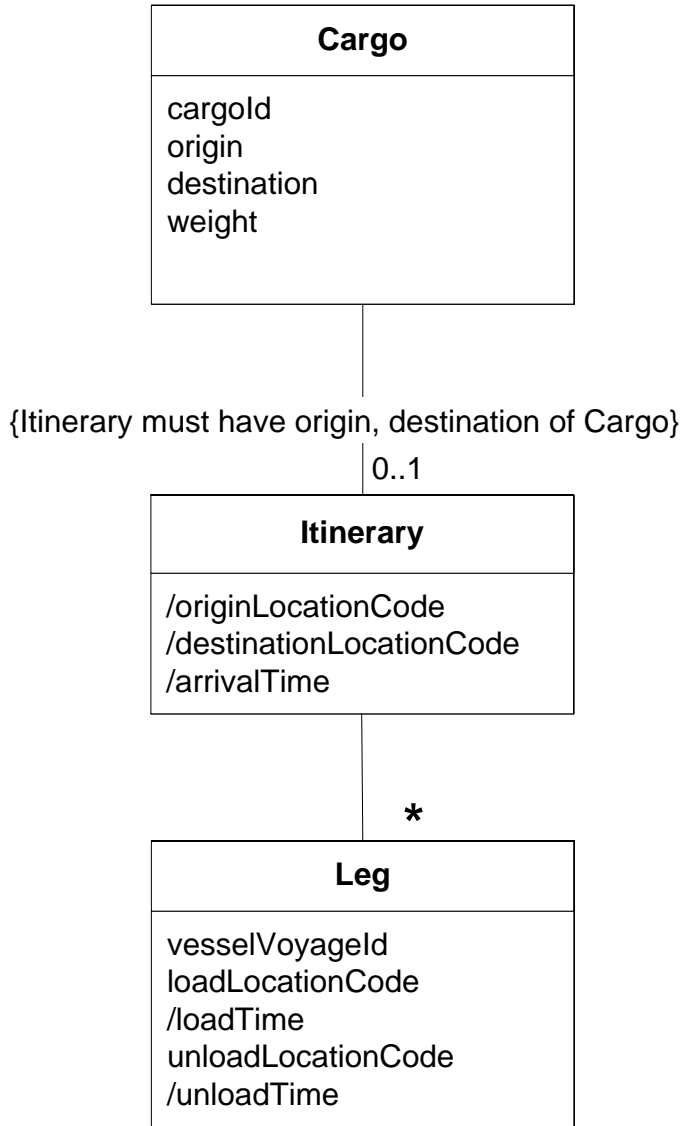 Cargo
cargoId
origin
destination
weight
{Itinerary must have origin, destination of Cargo}
0..1
Itinerary
/originLocationCode
/destinationLocationCode
/arrivalTime
*
Leg
vesselVoyageId
loadLocationCode
/loadTime
unloadLocationCode
/unloadTime